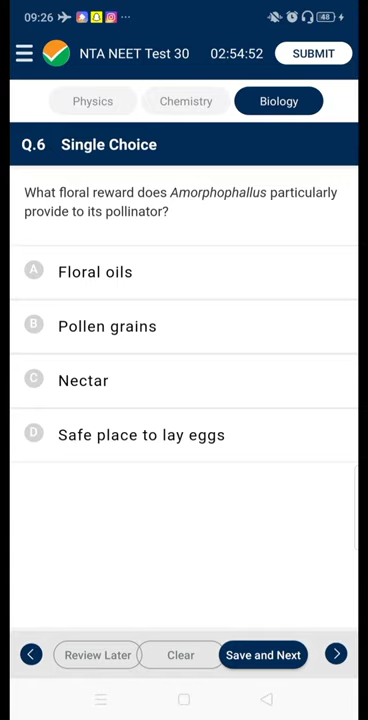 09:26
48
NTA NEET Test 30 02:54:52 SUBMIT
Physics Chemistry Biology
Q.6 Single Choice
What floral reward does Amorphophallus particularly
provide to its pollinator?
A Floral oils
B Pollen grains
C Nectar
D Safe place to lay eggs
Review Later Clear Save and Next